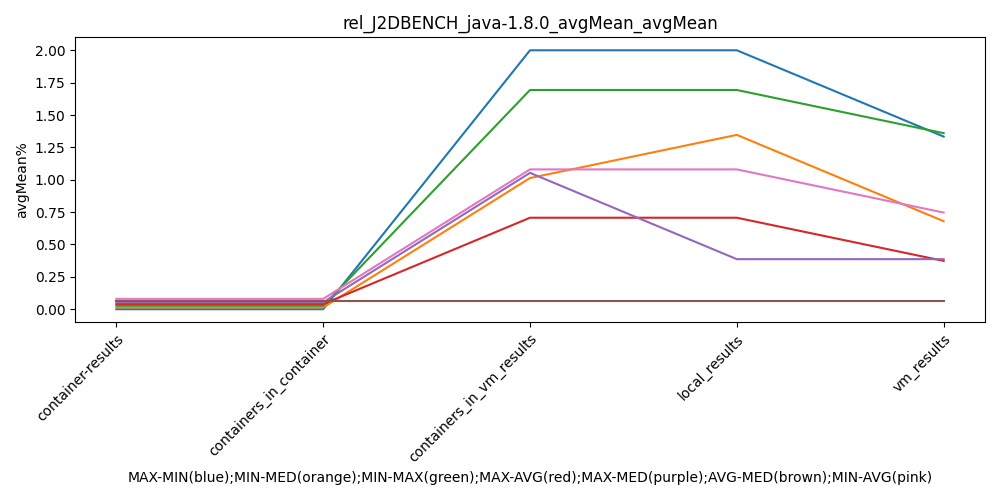 rel_J2DBENCH_java-1.8.0_avgMean_avgMean
avgMean%
2.00
1.75
1.50
1.25
1.00
0.75
0.50
0.25
0.00
container-results
containers_in_container
containers_in_vm_results
local_results
vm_results
MAX-MIN(blue);MIN-MED(orange);MIN-MAX(green);MAX-AVG(red);MAX-MED(purple);AVG-MED(brown);MIN-AVG(pink)